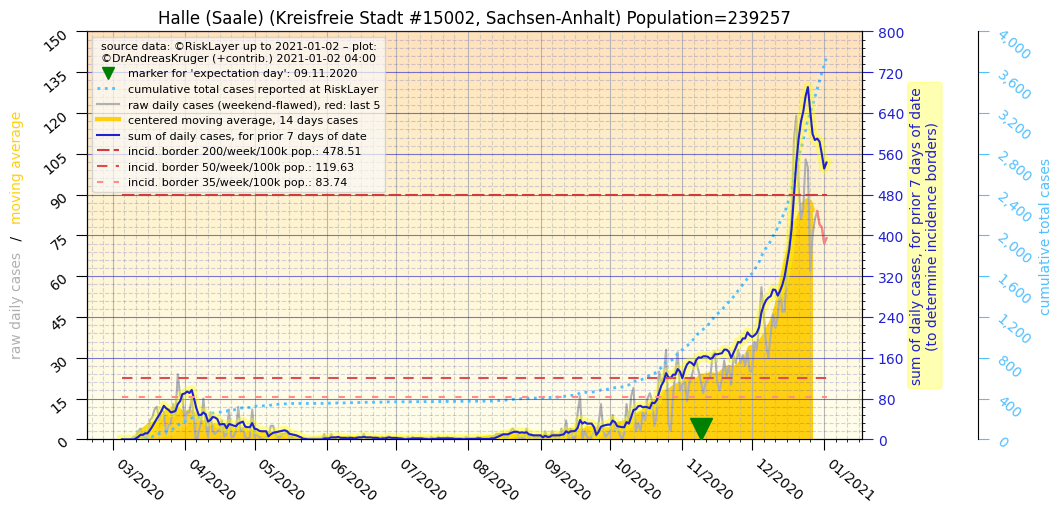 Halle (Saale) (Kreisfreie Stadt #15002, Sachsen-Anhalt) Population=239257
source data: ©RiskLayer up to 2021-01-02 – plot:
©DrAndreasKruger (+contrib.) 2021-01-02 04:00
marker for 'expectation day': 09.11.2020
cumulative total cases reported at RiskLayer
raw daily cases (weekend-flawed), red: last 5
centered moving average, 14 days cases
sum of daily cases, for prior 7 days of date
incid. border 200/week/100k pop.: 478.51
incid. border 50/week/100k pop.: 119.63
incid. border 35/week/100k pop.: 83.74
raw daily cases / moving average
150
135
120
105
90
75
60
45
30
15
0
03/2020
04/2020
05/2020
06/2020
07/2020
08/2020
09/2020
10/2020
11/2020
12/2020
01/2021
800
720
640
560
480
400
320
240
160
80
0
sum of daily cases, for prior 7 days of date
(to determine incidence borders)
4,000
3,600
3,200
2,800
2,400
2,000
1,600
1,200
800
400
0
cumulative total cases